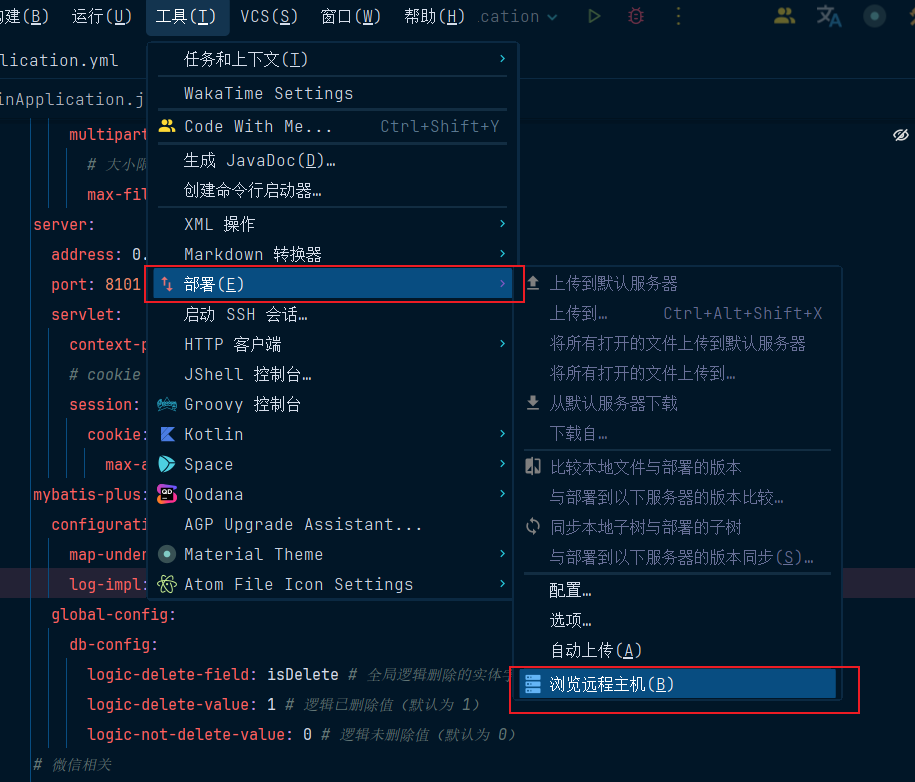 构建(B) 运行(U) 工具(T) VCS(S) 窗口(W) 帮助(H) cation
lication.yml
inApplication.j
multipart
# 大小限
max-fil
server:
address: 0.
port: 8101
servlet:
context-p
# cookie
session:
cookie:
max-a
mybatis-plus:
configurati
map-under
log-impl:
global-config:
db-config:
logic-delete-field: isDelete # 全局逻辑删除的实体字
logic-delete-value: 1 # 逻辑已删除值（默认为 1）
logic-not-delete-value: 0 # 逻辑未删除值（默认为 0）
# 微信相关
任务和上下文(T)
WakaTime Settings
Code With Me... Ctrl+Shift+Y
生成 JavaDoc(D)…
创建命令行启动器…
XML 操作
Markdown 转换器
部署(E)
启动 SSH 会话…
HTTP 客户端
JShell 控制台…
Groovy 控制台
Kotlin
Space
Qodana
AGP Upgrade Assistant...
Material Theme
Atom File Icon Settings
上传到默认服务器
上传到… Ctrl+Alt+Shift+X
将所有打开的文件上传到默认服务器
将所有打开的文件上传到…
从默认服务器下载
下载自…
比较本地文件与部署的版本
与部署到以下服务器的版本比较…
同步本地子树与部署的子树
与部署到以下服务器的版本同步(S)…
配置…
选项…
自动上传(A)
浏览远程主机(B)